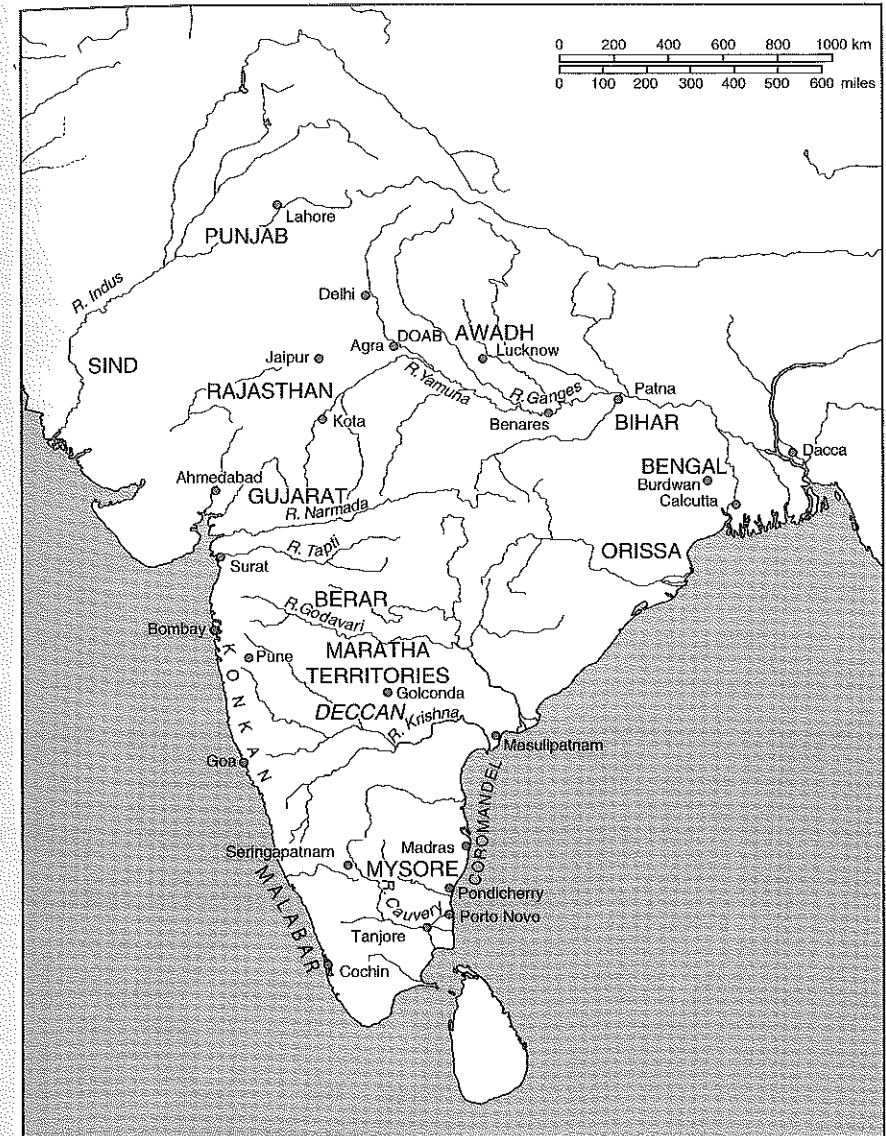 0 200 400 600 800 1000 km
0 100 200 300 400 500 600 miles
Lahore
PUNJAB
R. Indus
Delhi
SIND
Agra
DOAB
AWADH
Lucknow
Jaipur
RAJASTHAN
R. Yamuna
R. Ganges
Patna
Kota
Benares
BIHAR
Dacca
Ahmedabad
GUJARAT
BENGAL
Burdwan
Calcutta
R. Narmada
R. Tapti
Surat
ORISSA
BERAR
R. Godavari
Bombay
KONKAN
Pune
MARATHA
TERRITORIES
Golconda
DECCAN
R. Krishna
Masulipatnam
Goa
COROMANDEL
Madras
Seringapatnam
MYSORE
MALABAR
Pondicherry
R. Cauvery
Porto Novo
Tanjore
Cochin